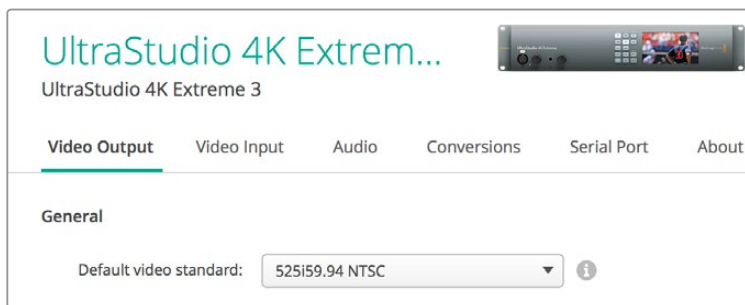 UltraStudio 4K Extrem...
UltraStudio 4K Extreme 3
Video Output Video Input Audio Conversions Serial Port About
General
Default video standard: 525i59.94 NTSC